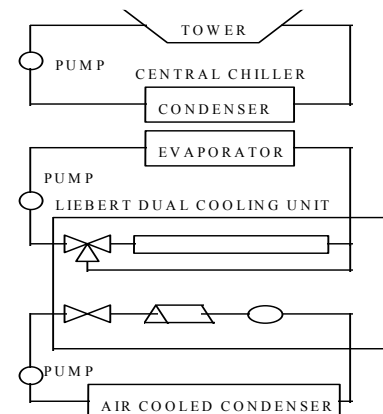 TOWER
PUMP
CENTRAL CHILLER
CONDENSER
EVAPORATOR
PUMP
LIEBERT DUAL COOLING UNIT
PUMP
AIR COOLED CONDENSER